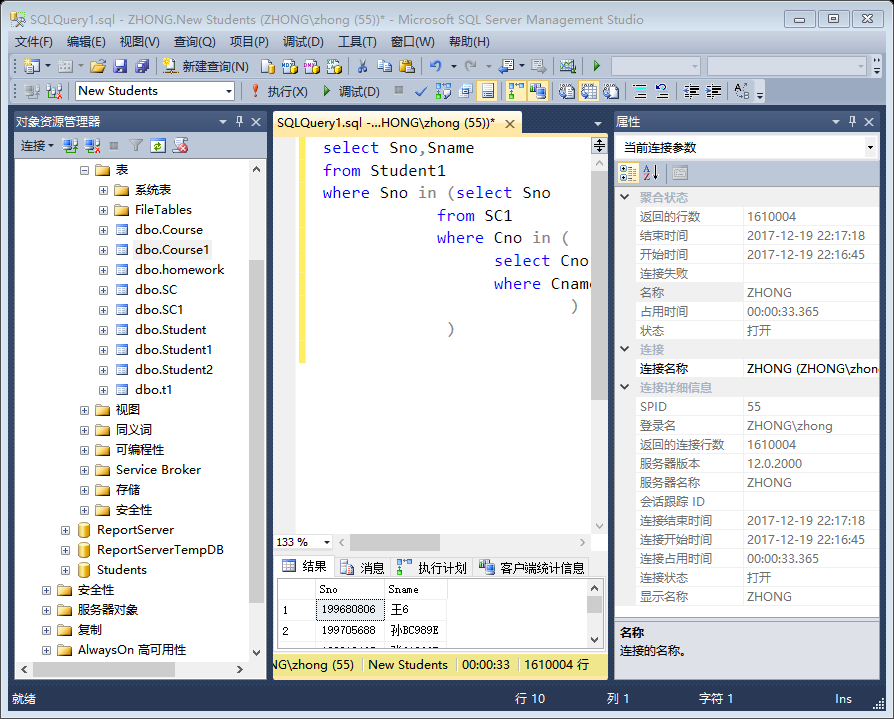 SQLQuery1.sql - ZHONG.New Students (ZHONG\zhong (55))* - Microsoft SQL Server Management Studio
文件(F) 编辑(E) 视图(V) 查询(Q) 项目(P) 调试(D) 工具(T) 窗口(W) 帮助(H)
新建查询(N)
New Students 执行(X) 调试(D)
对象资源管理器
连接
表
系统表
FileTables
dbo.Course
dbo.Course1
dbo.homework
dbo.SC
dbo.SC1
dbo.Student
dbo.Student1
dbo.Student2
dbo.t1
视图
同义词
可编程性
Service Broker
存储
安全性
ReportServer
ReportServerTempDB
Students
安全性
服务器对象
复制
AlwaysOn 高可用性
SQLQuery1.sql -...HONG\zhong (55))*
select Sno,Sname
from Student1
where Sno in (select Sno
from SC1
where Cno in (
select Cno
where Cname
)
)
133 %
结果 消息 执行计划 客户端统计信息
Sno Sname
1 199680806 王6
2 199705688 孙BC989E
NG\zhong (55) New Students 00:00:33 1610004 行
属性
当前连接参数
聚合状态
返回的行数 1610004
结束时间 2017-12-19 22:17:18
开始时间 2017-12-19 22:16:45
连接失败
名称 ZHONG
占用时间 00:00:33.365
状态 打开
连接
连接名称 ZHONG (ZHONG\zhon
连接详细信息
SPID 55
登录名 ZHONG\zhong
返回的连接行数 1610004
服务器版本 12.0.2000
服务器名称 ZHONG
会话跟踪 ID
连接结束时间 2017-12-19 22:17:18
连接开始时间 2017-12-19 22:16:45
连接占用时间 00:00:33.365
连接状态 打开
显示名称 ZHONG
名称
连接的名称。
就绪 行 10 列 1 字符 1 Ins